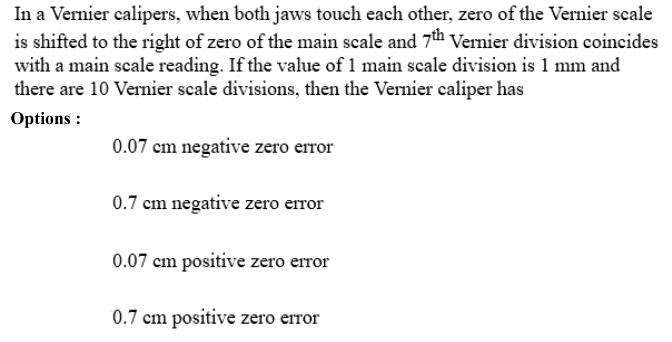 In a Vernier calipers, when both jaws touch each other, zero of the Vernier scale
is shifted to the right of zero of the main scale and 7th Vernier division coincides
with a main scale reading. If the value of 1 main scale division is 1 mm and
there are 10 Vernier scale divisions, then the Vernier caliper has
Options :
0.07 cm negative zero error
0.7 cm negative zero error
0.07 cm positive zero error
0.7 cm positive zero error